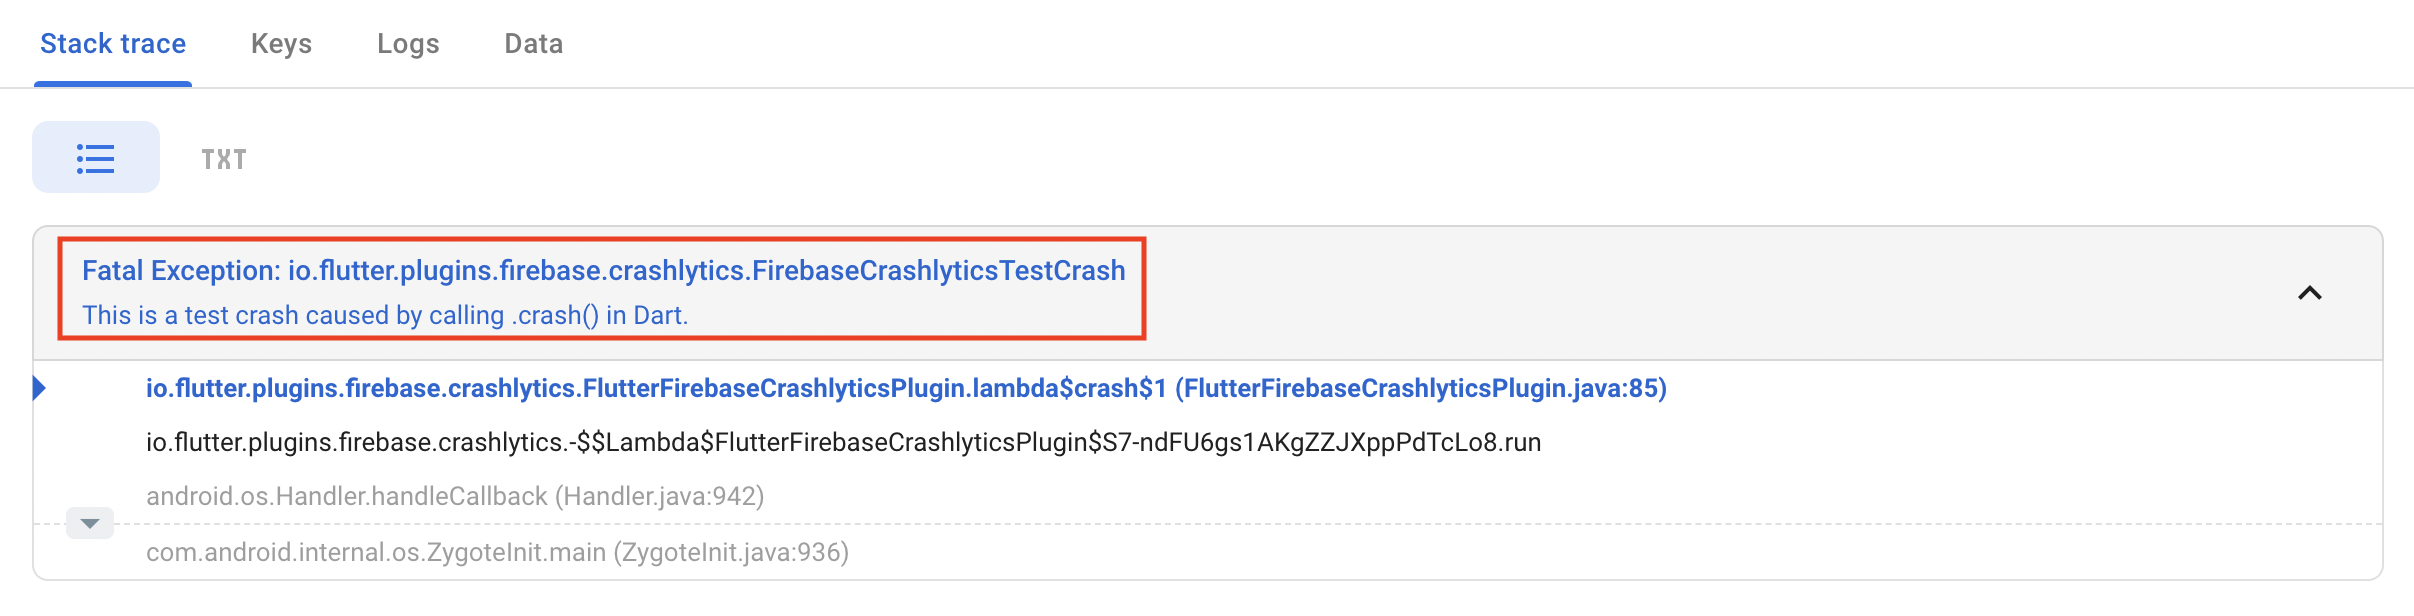 Stack trace Keys Logs Data
TXT
Fatal Exception: io.flutter.plugins.firebase.crashlytics.FirebaseCrashlyticsTestCrash
This is a test crash caused by calling .crash() in Dart.
io.flutter.plugins.firebase.crashlytics.FlutterFirebaseCrashlyticsPlugin.lambda$crash$1 (FlutterFirebaseCrashlyticsPlugin.java:85)
io.flutter.plugins.firebase.crashlytics.-$$Lambda$FlutterFirebaseCrashlyticsPlugin$S7-ndFU6gs1AKgZZJXppPdTcLo8.run
android.os.Handler.handleCallback (Handler.java:942)
com.android.internal.os.ZygoteInit.main (ZygoteInit.java:936)